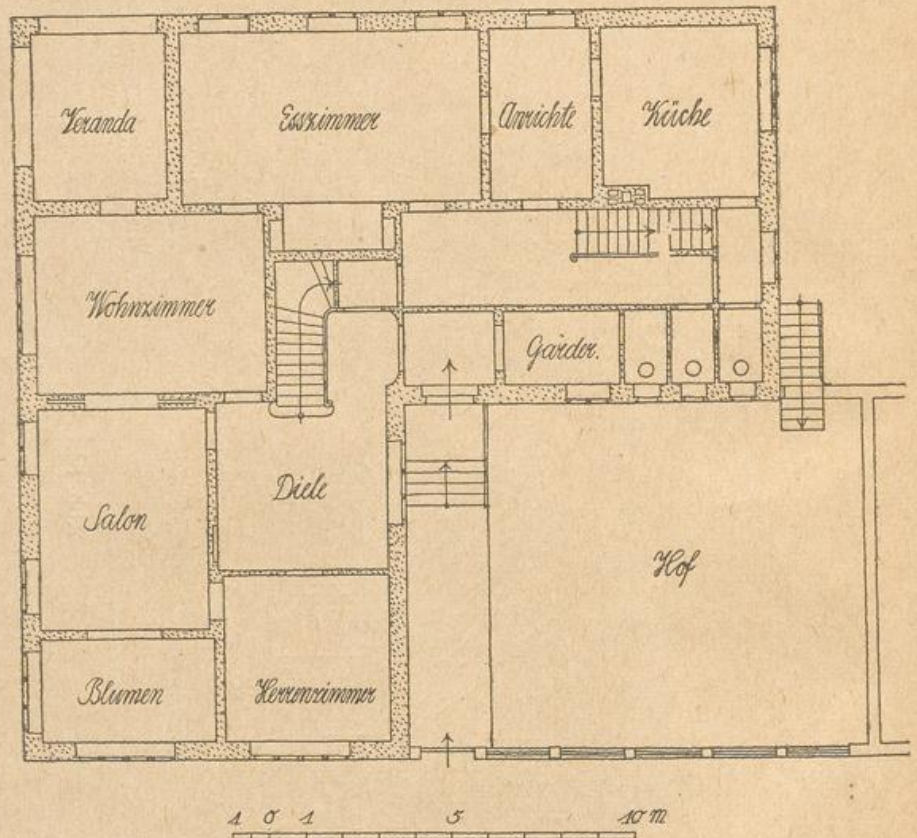 Veranda
Esszimmer
Anrichte
Küche
Wohnzimmer
Garder.
Salon
Diele
Hof
Blumen
Herrenzimmer
1 0 1 5 10 m